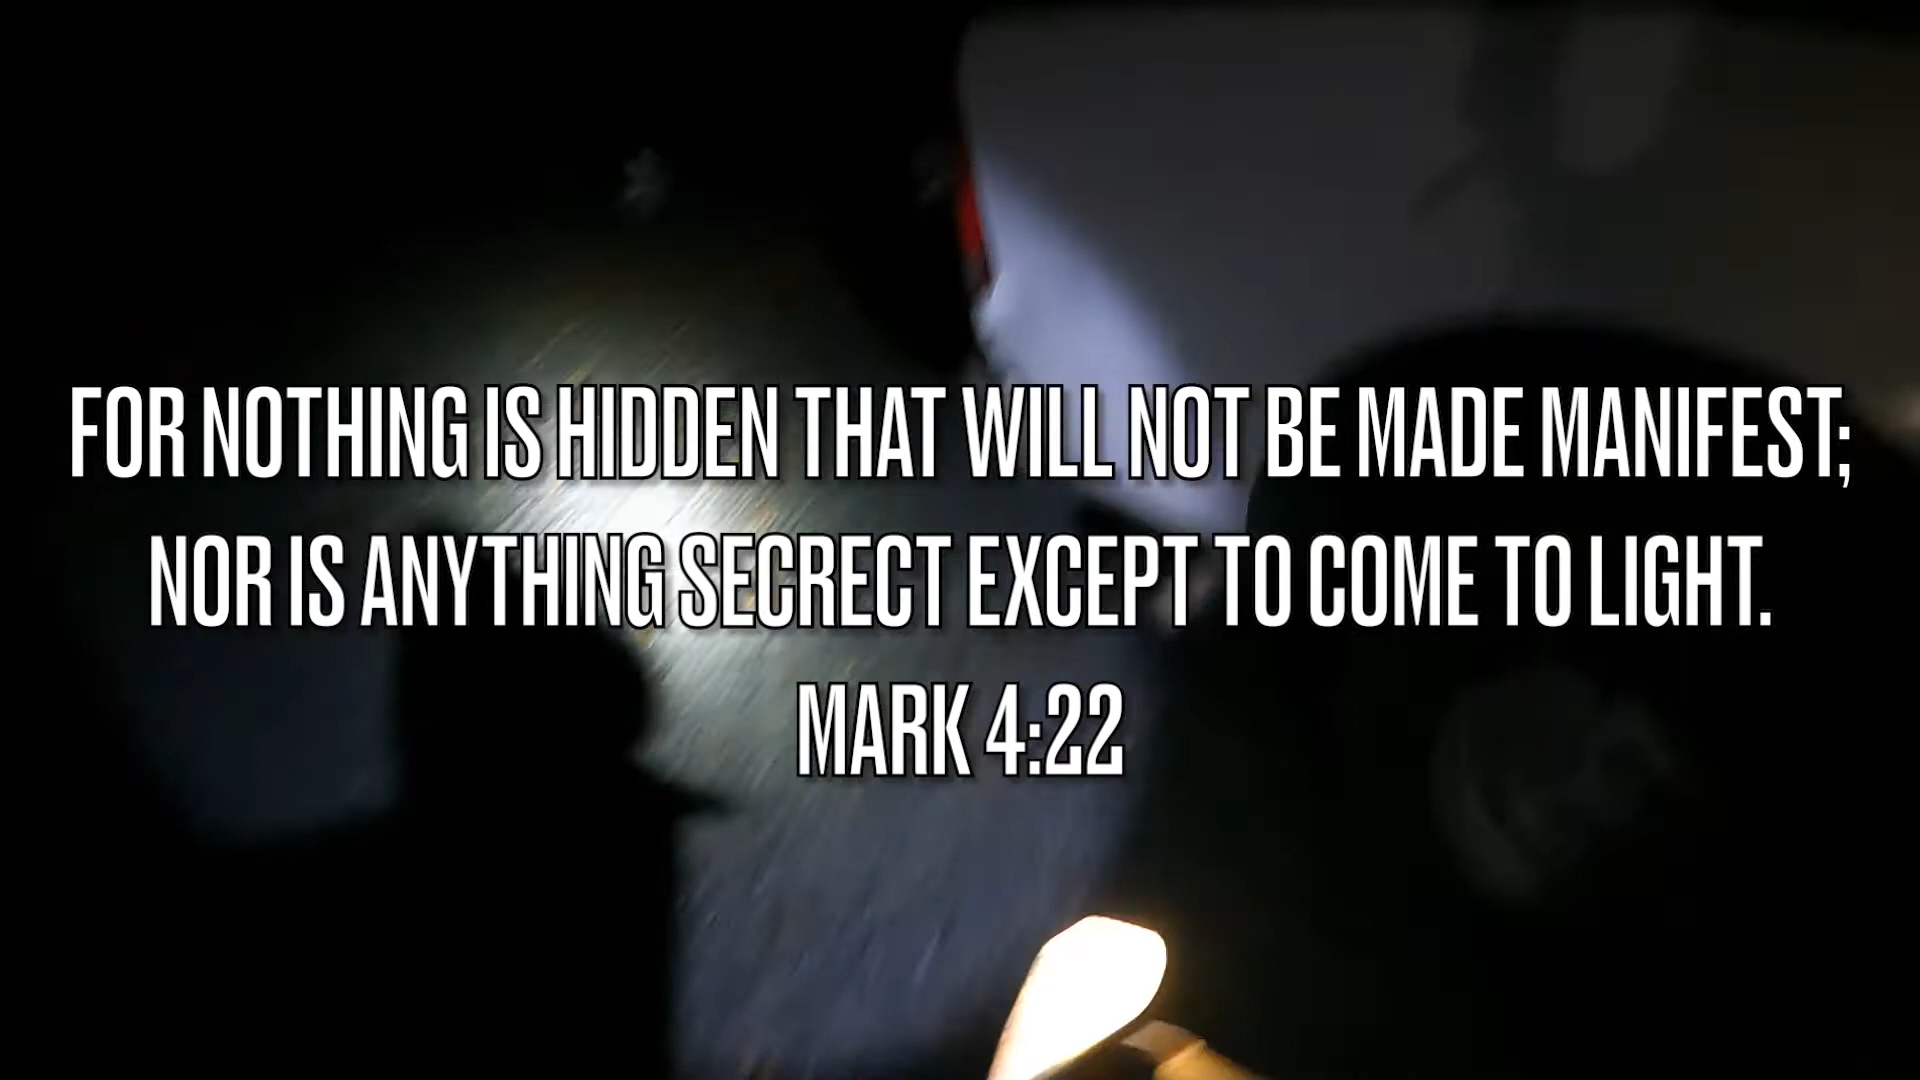 FOR NOTHING IS HIDDEN THAT WILL NOT BE MADE MANIFEST;
NOR IS ANYTHING SECRECT EXCEPT TO COME TO LIGHT.
MARK 4:22